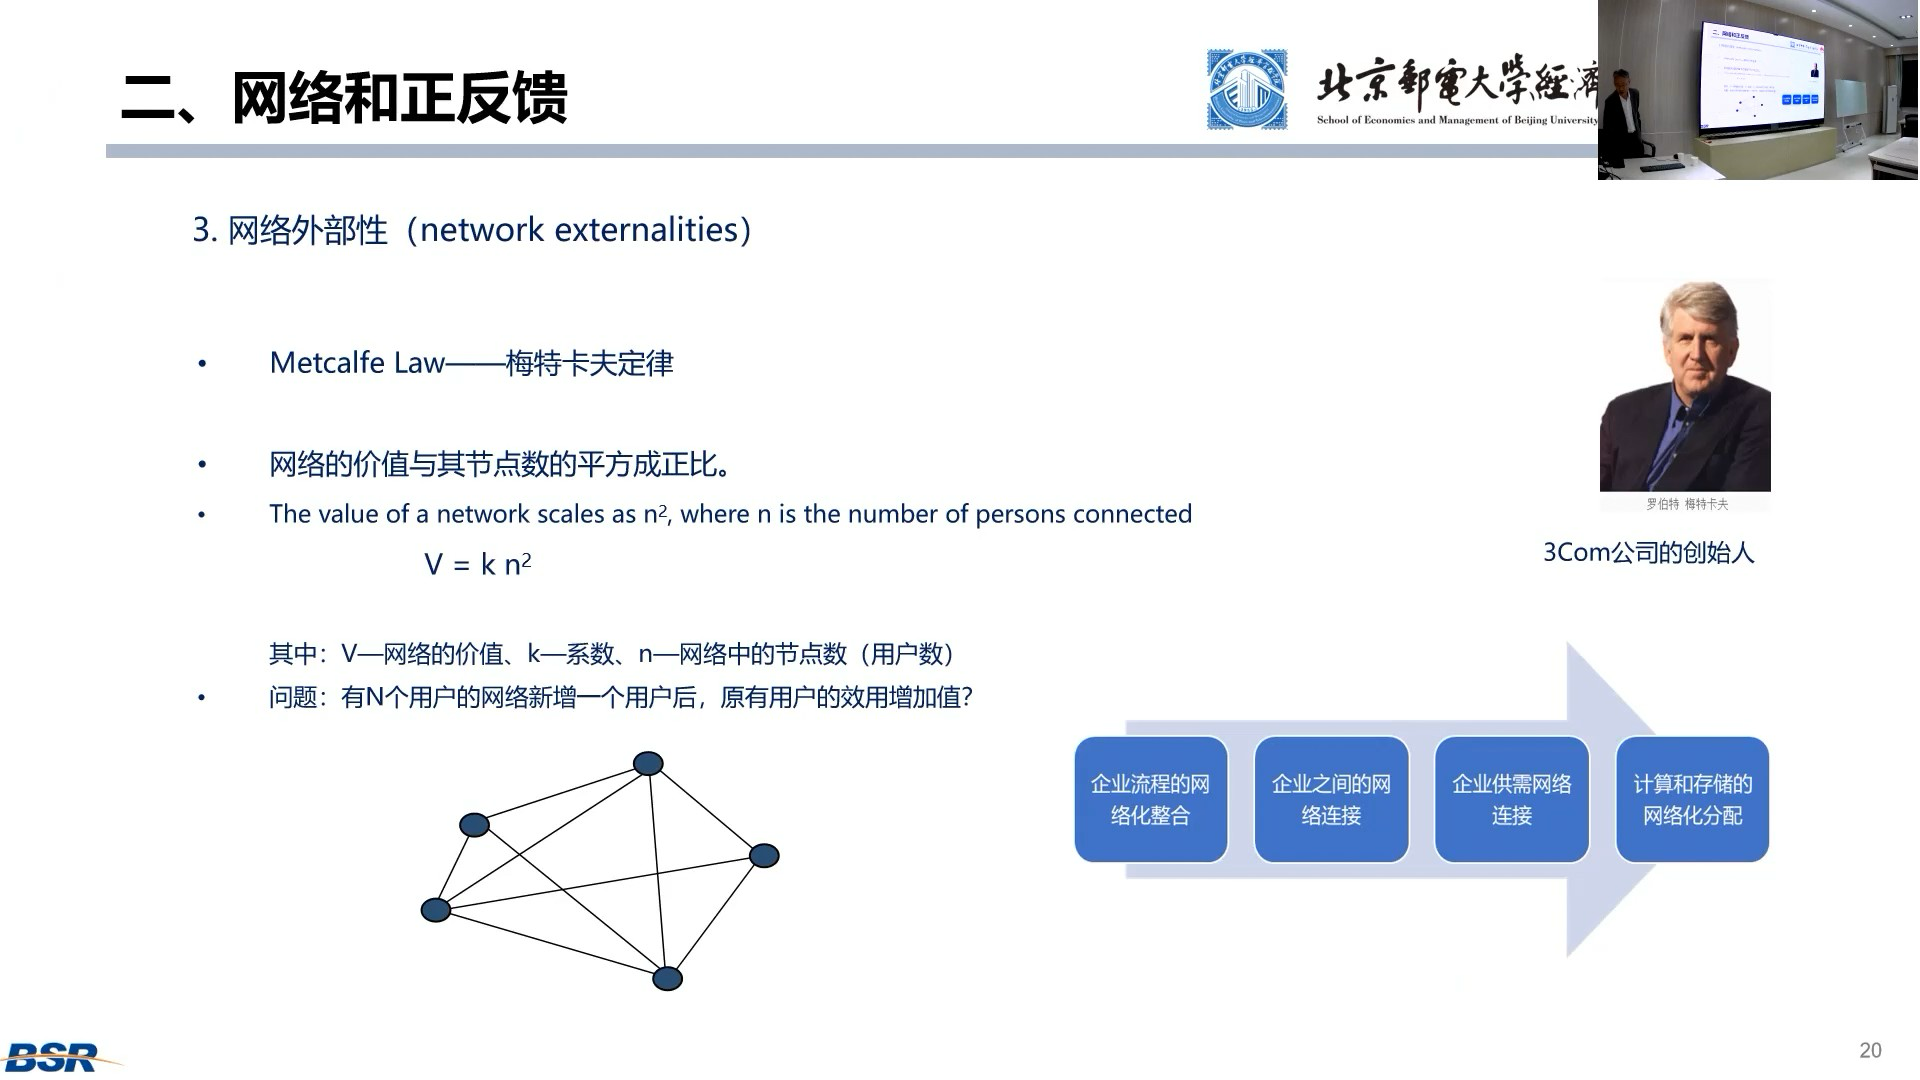 二、网络和正反馈
北京郵電大學經濟
School of Economics and Management of Beijing University
3. 网络外部性（network externalities）
• Metcalfe Law——梅特卡夫定律
• 网络的价值与其节点数的平方成正比。
• The value of a network scales as n², where n is the number of persons connected
V = k n²
其中：V—网络的价值、k—系数、n—网络中的节点数（用户数）
• 问题：有N个用户的网络新增一个用户后，原有用户的效用增加值？
罗伯特 梅特卡夫
3Com公司的创始人
企业流程的网
络化整合
企业之间的网
络连接
企业供需网络
连接
计算和存储的
网络化分配
BSR
20